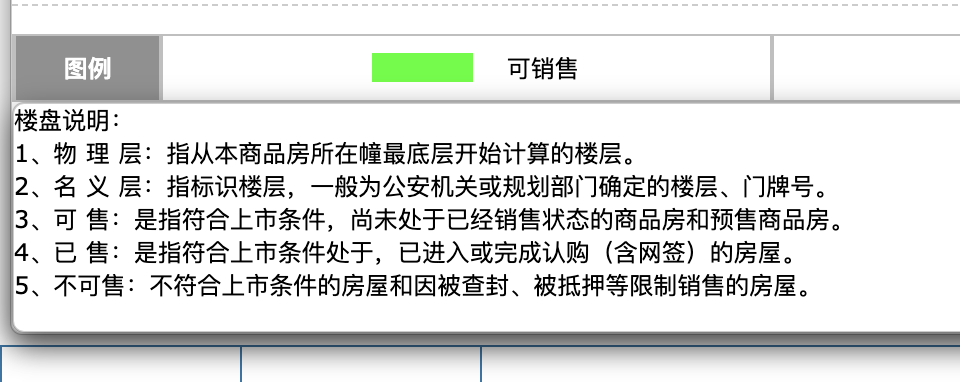 图例 可销售
楼盘说明：
1、物 理 层：指从本商品房所在幢最底层开始计算的楼层。
2、名 义 层：指标识楼层，一般为公安机关或规划部门确定的楼层、门牌号。
3、可 售：是指符合上市条件，尚未处于已经销售状态的商品房和预售商品房。
4、已 售：是指符合上市条件处于，已进入或完成认购（含网签）的房屋。
5、不可售：不符合上市条件的房屋和因被查封、被抵押等限制销售的房屋。